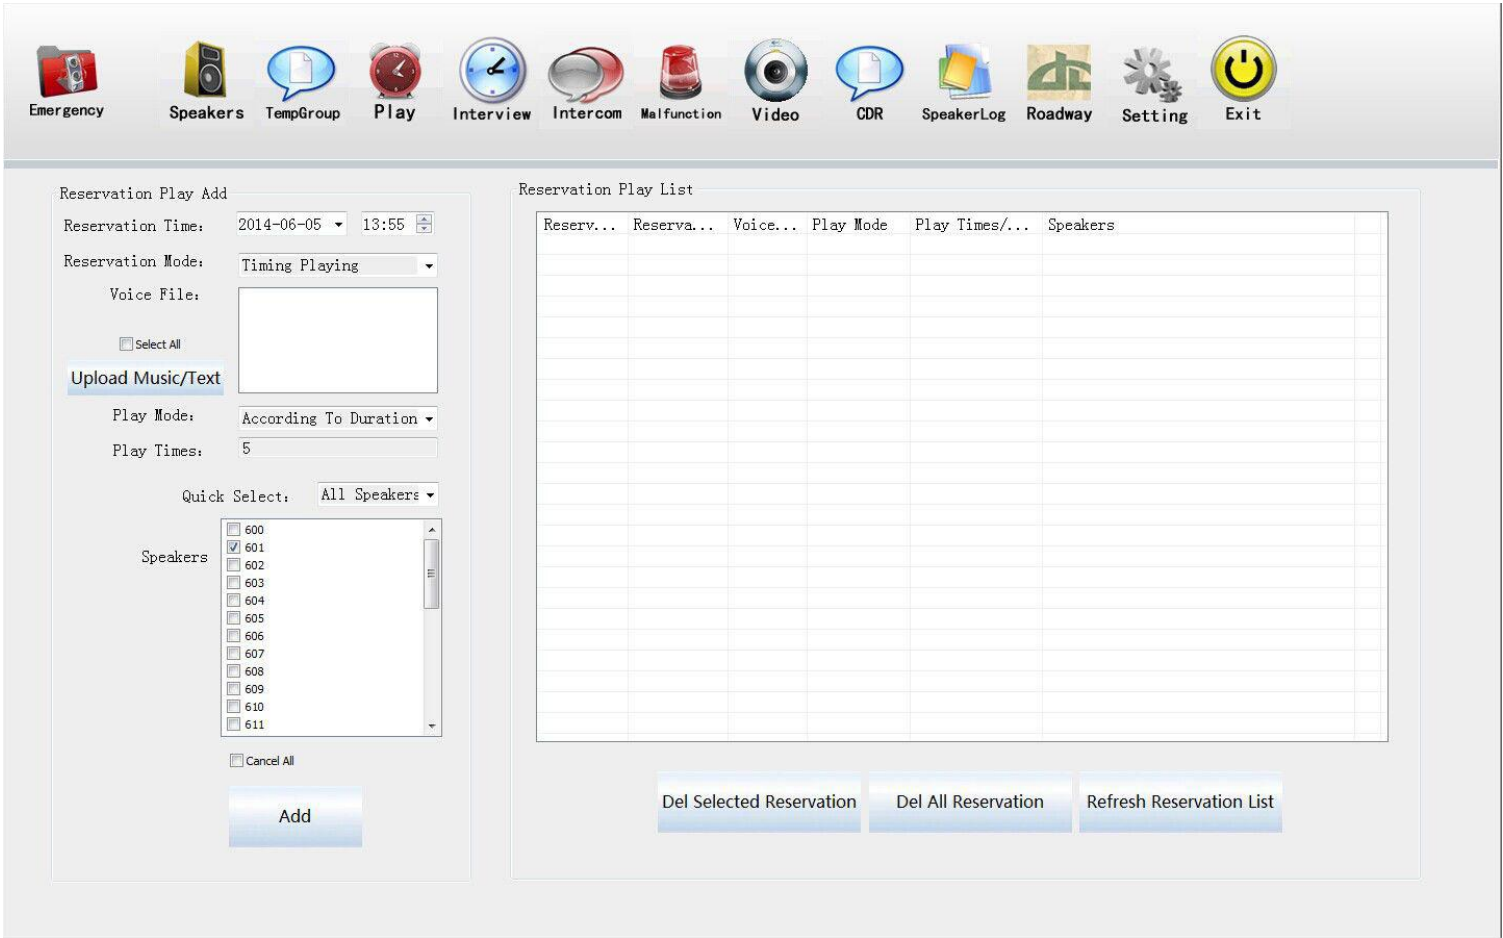 Emergency
Speakers
TempGroup
Play
Interview
Intercom
Malfunction
Video
CDR
SpeakerLog
Roadway
Setting
Exit
Reservation Play Add
Reservation Time: 2014-06-05 13:55
Reservation Mode: Timing Playing
Voice File:
Select All
Upload Music/Text
Play Mode: According To Duration
Play Times: 5
Quick Select: All Speakers
Speakers
600
601
602
603
604
605
606
607
608
609
610
611
Cancel All
Add
Reservation Play List
Reserv... Reserva... Voice... Play Mode Play Times/... Speakers
Del Selected Reservation
Del All Reservation
Refresh Reservation List